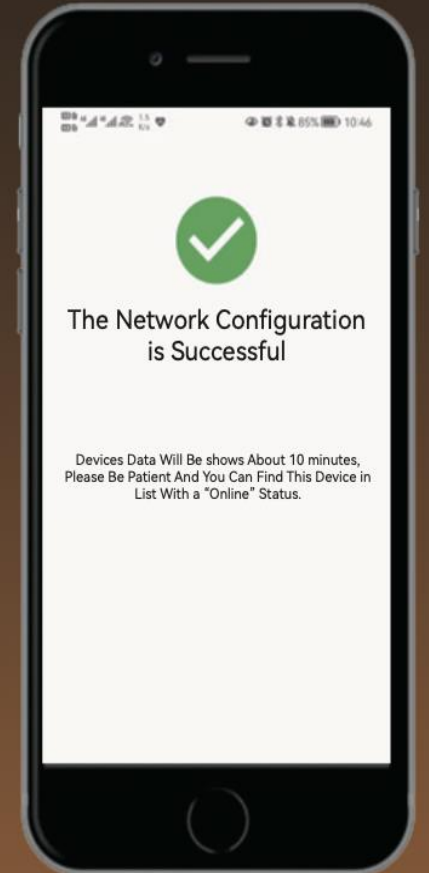 85% 10:46
The Network Configuration
is Successful
Devices Data Will Be shows About 10 minutes,
Please Be Patient And You Can Find This Device in
List With a “Online” Status.